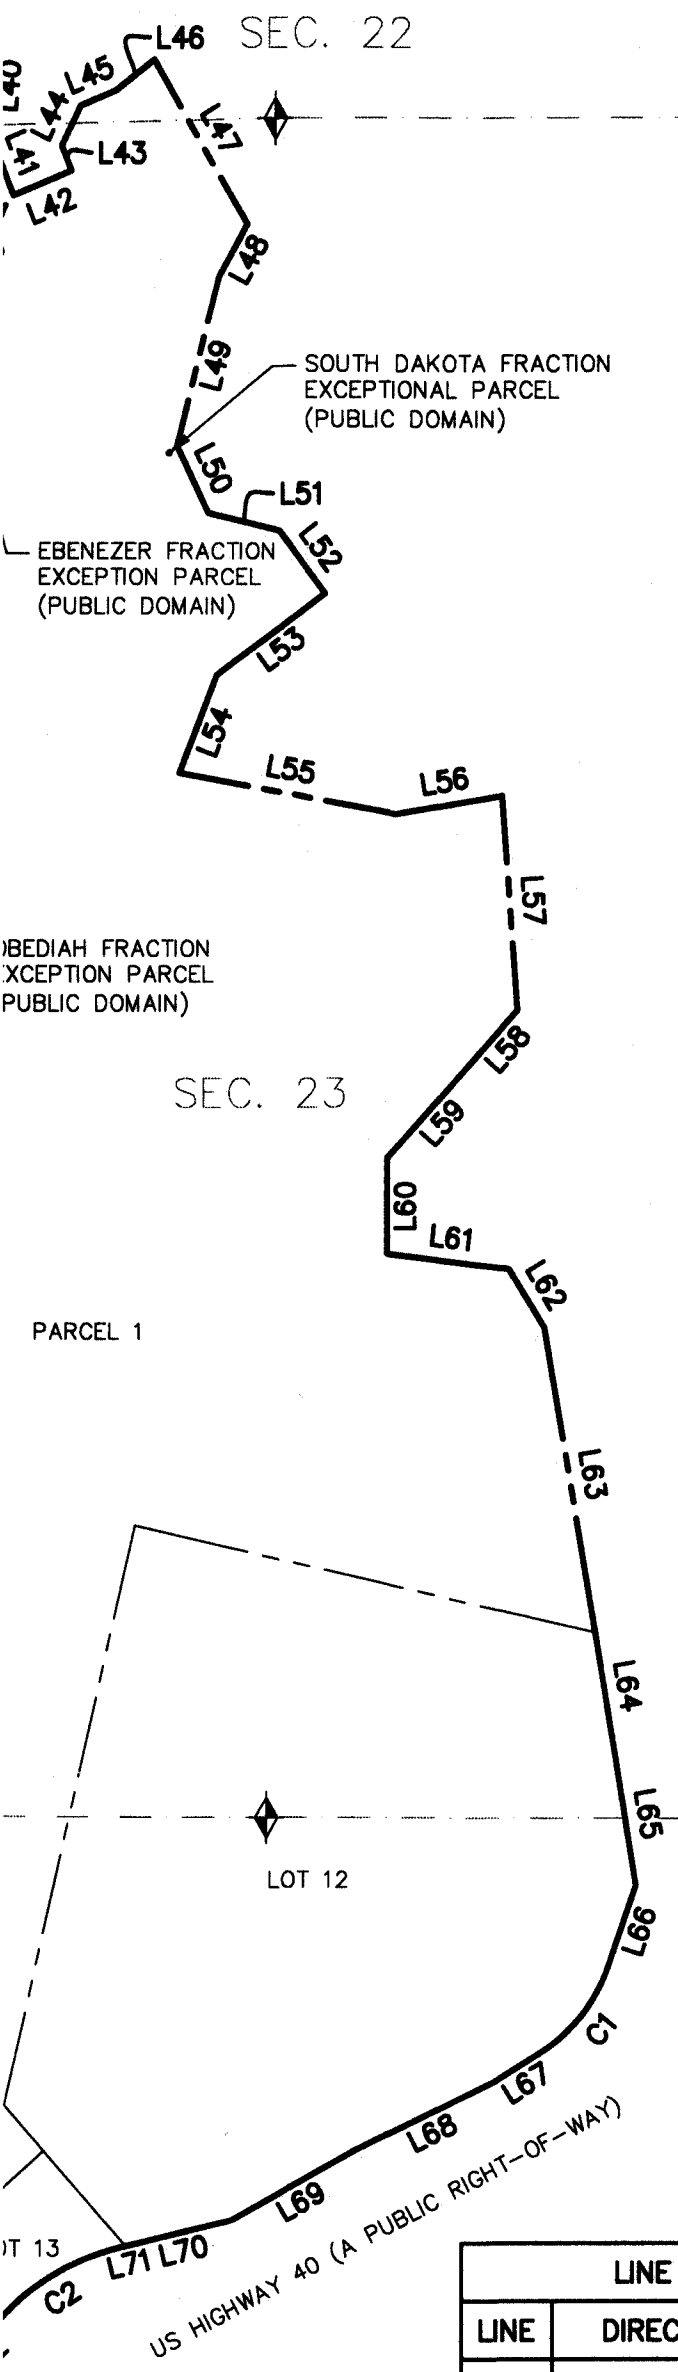 SEC. 22
L46
L40
L45
L44
L47
L41
L43
L42
L48
L49
SOUTH DAKOTA FRACTION
EXCEPTIONAL PARCEL
(PUBLIC DOMAIN)
L50
L51
EBENEZER FRACTION
EXCEPTION PARCEL
(PUBLIC DOMAIN)
L52
L53
L54
L55
L56
L57
BEDIAH FRACTION
XCEPTION PARCEL
PUBLIC DOMAIN)
L58
SEC. 23
L59
L60
L61
L62
PARCEL 1
L63
L64
L65
LOT 12
L66
C1
L67
L68
US HIGHWAY 40 (A PUBLIC RIGHT-OF-WAY)
L69
OT 13
L71 L70
C2
LINE
LINE DIREC